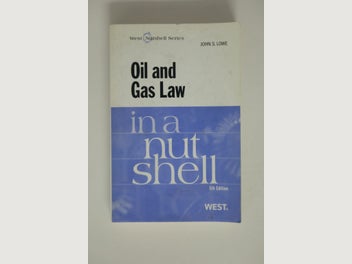 West Nutshell Series
JOHN S. LOWE
Oil and
Gas Law
in a
nut
shell
5th Edition
WEST.